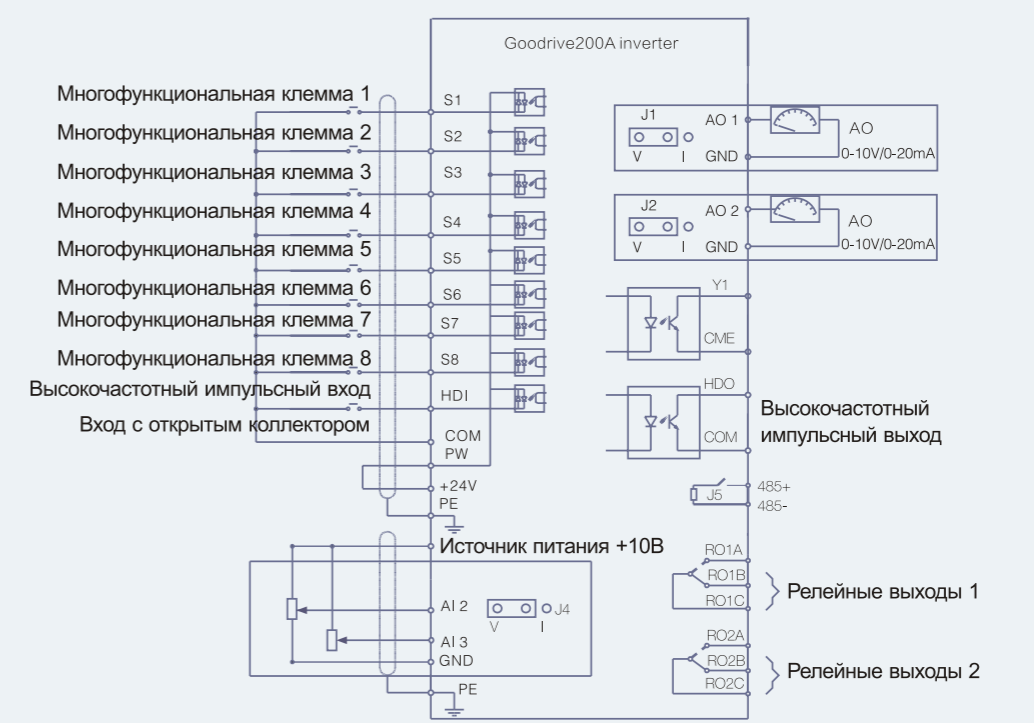 Goodrive200A inverter
Многофункциональная клемма 1
S1
Многофункциональная клемма 2
S2
Многофункциональная клемма 3
S3
Многофункциональная клемма 4
S4
Многофункциональная клемма 5
S5
Многофункциональная клемма 6
S6
Многофункциональная клемма 7
S7
Многофункциональная клемма 8
S8
Высокочастотный импульсный вход
HDI
Вход с открытым коллектором
COM
PW
+24V
PE
Источник питания +10В
AI 2
J4
V I
AI 3
GND
PE
J1
AO 1
AO
V I
GND
0-10V/0-20mA
J2
AO 2
AO
V I
GND
0-10V/0-20mA
Y1
CME
HDO
Высокочастотный
импульсный выход
COM
J5
485+
485-
RO1A
RO1B
RO1C
Релейные выходы 1
RO2A
RO2B
RO2C
Релейные выходы 2